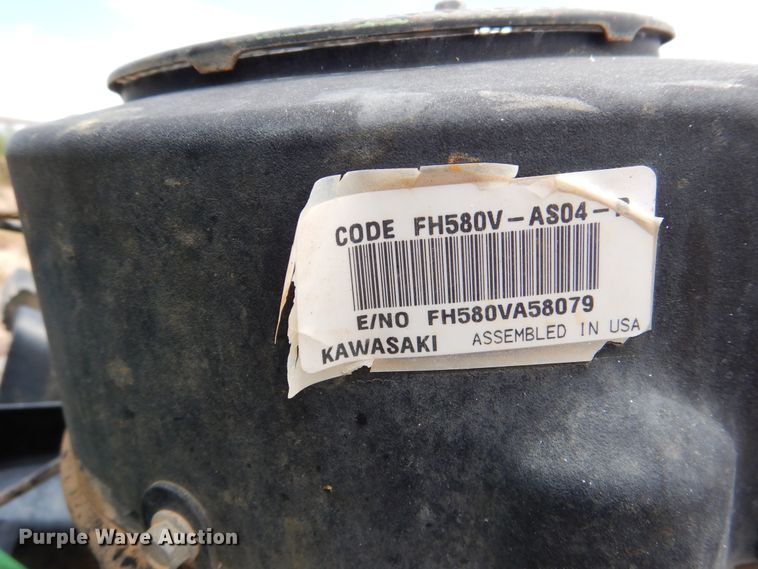 CODE FH580V-AS04-
E/NO FH580VA58079
KAWASAKI ASSEMBLED IN USA
Purple Wave Auction